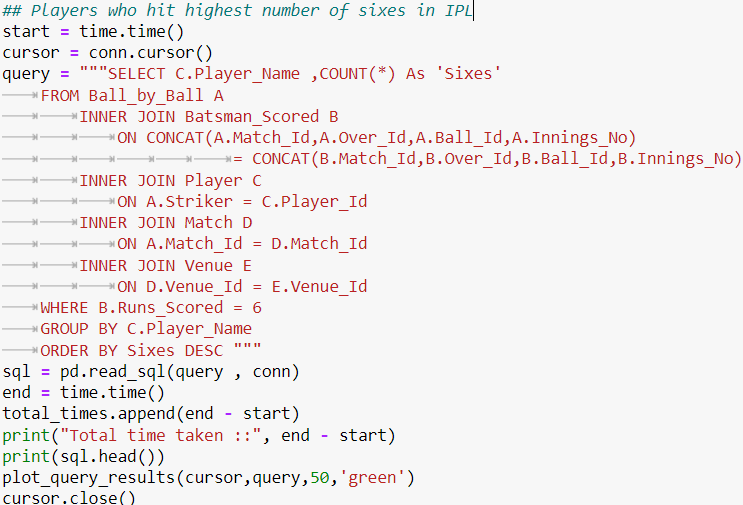 ## Players who hit highest number of sixes in IPL
start = time.time()
cursor = conn.cursor()
query = """SELECT C.Player_Name ,COUNT(*) As 'Sixes'
FROM Ball_by_Ball A
INNER JOIN Batsman_Scored B
ON CONCAT(A.Match_Id,A.Over_Id,A.Ball_Id,A.Innings_No)
= CONCAT(B.Match_Id,B.Over_Id,B.Ball_Id,B.Innings_No)
INNER JOIN Player C
ON A.Striker = C.Player_Id
INNER JOIN Match D
ON A.Match_Id = D.Match_Id
INNER JOIN Venue E
ON D.Venue_Id = E.Venue_Id
WHERE B.Runs_Scored = 6
GROUP BY C.Player_Name
ORDER BY Sixes DESC """
sql = pd.read_sql(query , conn)
end = time.time()
total_times.append(end - start)
print("Total time taken ::", end - start)
print(sql.head())
plot_query_results(cursor,query,50,'green')
cursor.close()